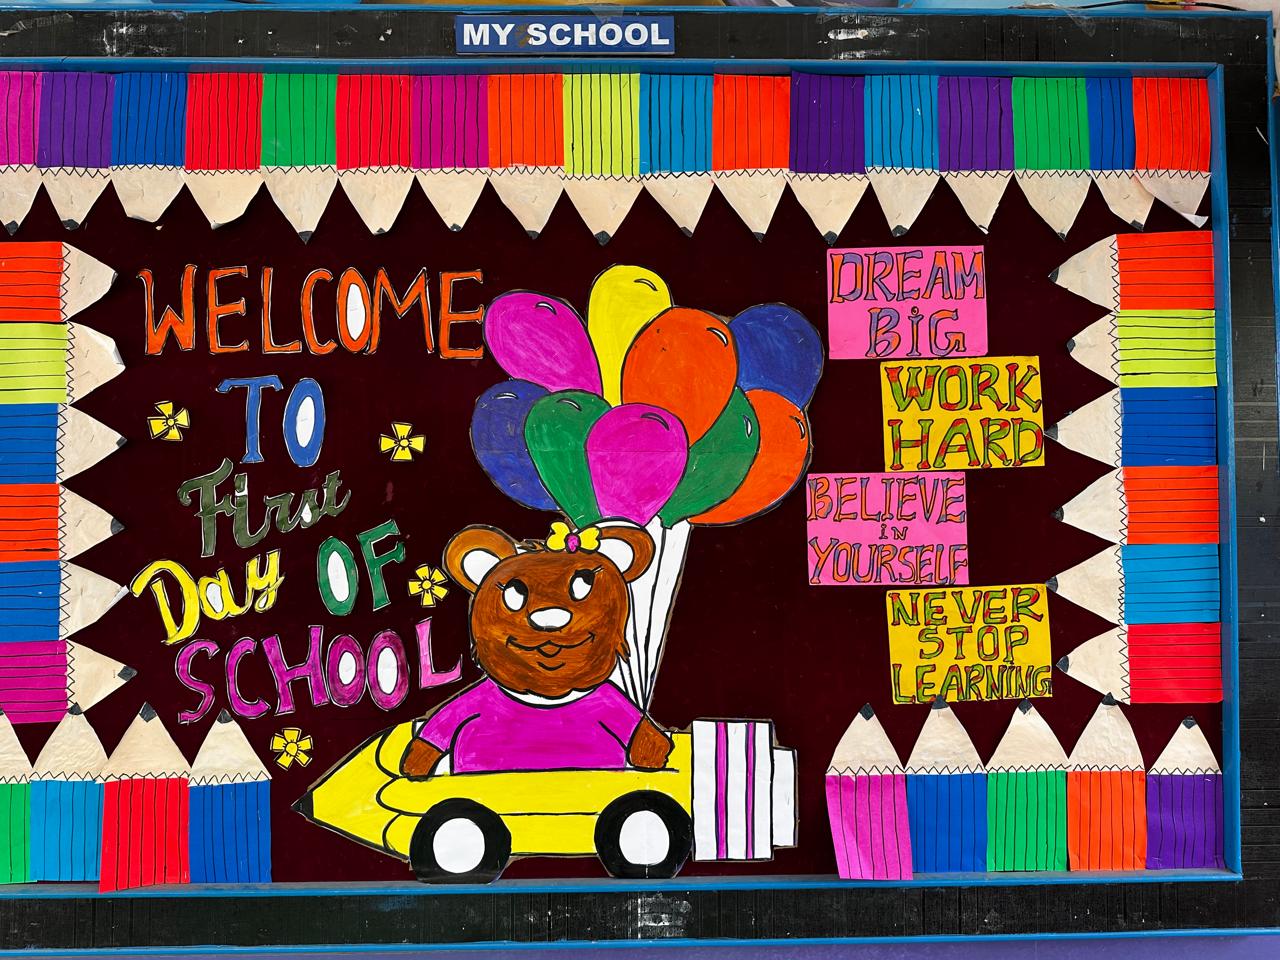 MY SCHOOL
WELCOME
TO
First
Day OF
SCHOOL
DREAM
BiG
WORK
HARD
BELIEVE
iN
YOURSELF
NEVER
STOP
LEARNiNG